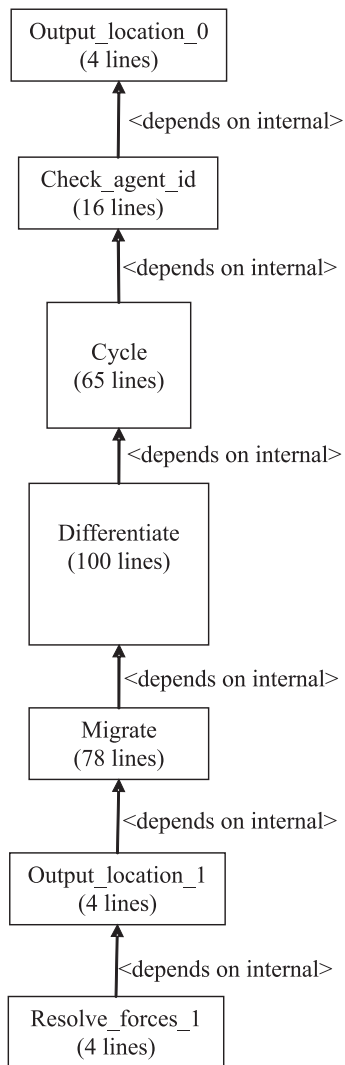 Output_location_0
(4 lines)
<depends on internal>
Check_agent_id
(16 lines)
<depends on internal>
Cycle
(65 lines)
<depends on internal>
Differentiate
(100 lines)
<depends on internal>
Migrate
(78 lines)
<depends on internal>
Output_location_1
(4 lines)
<depends on internal>
Resolve_forces_1
(4 lines)